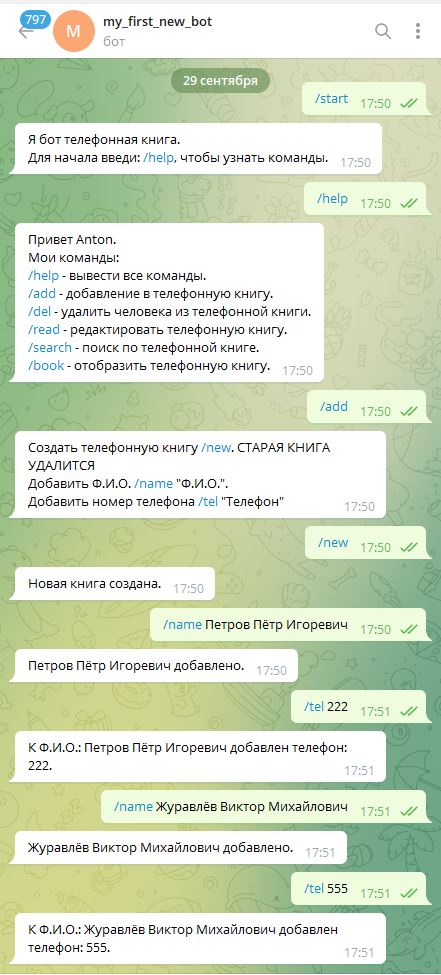 797
M
my_first_new_bot
бот
29 сентября
/start 17:50
Я бот телефонная книга.
Для начала введи: /help, чтобы узнать команды. 17:50
/help 17:50
Привет Anton.
Мои команды:
/help - вывести все команды.
/add - добавление в телефонную книгу.
/del - удалить человека из телефонной книги.
/read - редактировать телефонную книгу.
/search - поиск по телефонной книге.
/book - отобразить телефонную книгу. 17:50
/add 17:50
Создать телефонную книгу /new. СТАРАЯ КНИГА
УДАЛИТСЯ
Добавить Ф.И.О. /name "Ф.И.О.".
Добавить номер телефона /tel "Телефон" 17:50
/new 17:50
Новая книга создана. 17:50
/name Петров Пётр Игоревич 17:50
Петров Пётр Игоревич добавлено. 17:50
/tel 222 17:51
К Ф.И.О.: Петров Пётр Игоревич добавлен телефон:
222. 17:51
/name Журавлёв Виктор Михайлович 17:51
Журавлёв Виктор Михайлович добавлено. 17:51
/tel 555 17:51
К Ф.И.О.: Журавлёв Виктор Михайлович добавлен
телефон: 555. 17:51